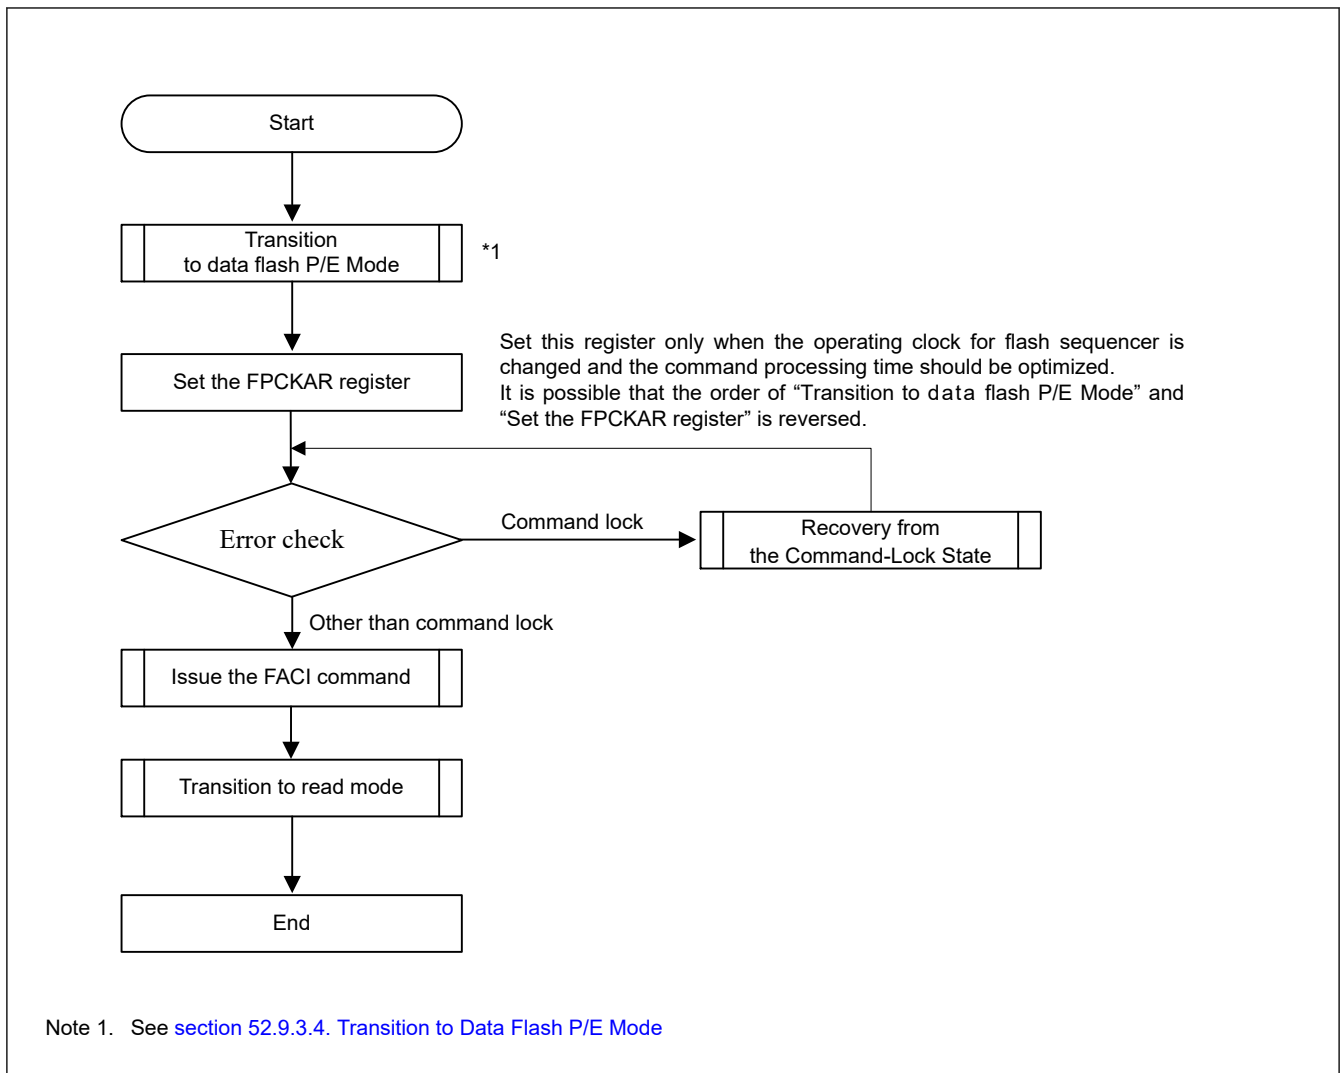 Start
Transition
to data flash P/E Mode
*1
Set the FPCKAR register
Set this register only when the operating clock for flash sequencer is
changed and the command processing time should be optimized.
It is possible that the order of “Transition to data flash P/E Mode” and
“Set the FPCKAR register” is reversed.
Error check
Command lock
Recovery from
the Command-Lock State
Other than command lock
Issue the FACI command
Transition to read mode
End
Note 1. See section 52.9.3.4. Transition to Data Flash P/E Mode